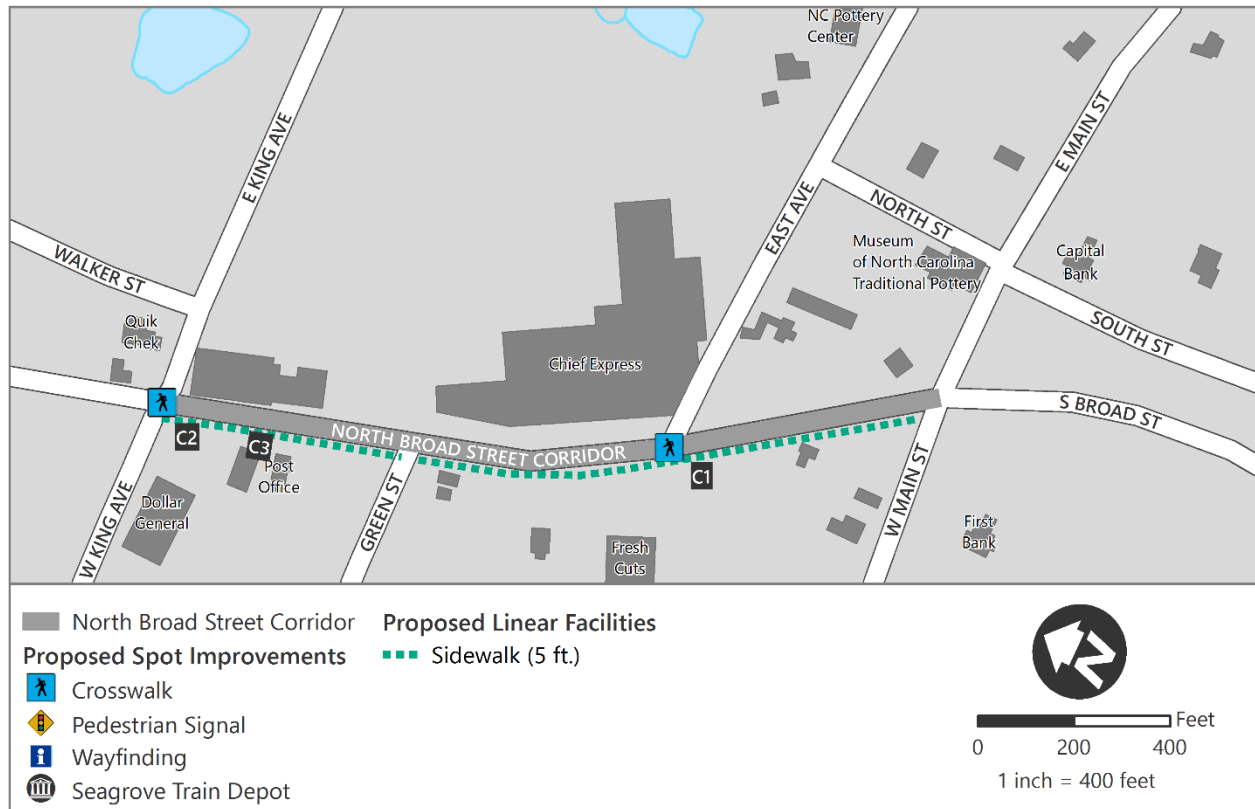 NC Pottery
Center
E KING AVE
E MAIN ST
EAST AVE
NORTH ST
WALKER ST
Museum
of North Carolina
Traditional Pottery
Capital
Bank
SOUTH ST
Quik
Chek
Chief Express
S BROAD ST
NORTH BROAD STREET CORRIDOR
C2
C3
C1
Post
Office
Dollar
General
W KING AVE
GREEN ST
Fresh
Cuts
W MAIN ST
First
Bank
North Broad Street Corridor
Proposed Spot Improvements
Crosswalk
Pedestrian Signal
i Wayfinding
Seagrove Train Depot
Proposed Linear Facilities
Sidewalk (5 ft.)
N
Feet
0 200 400
1 inch = 400 feet